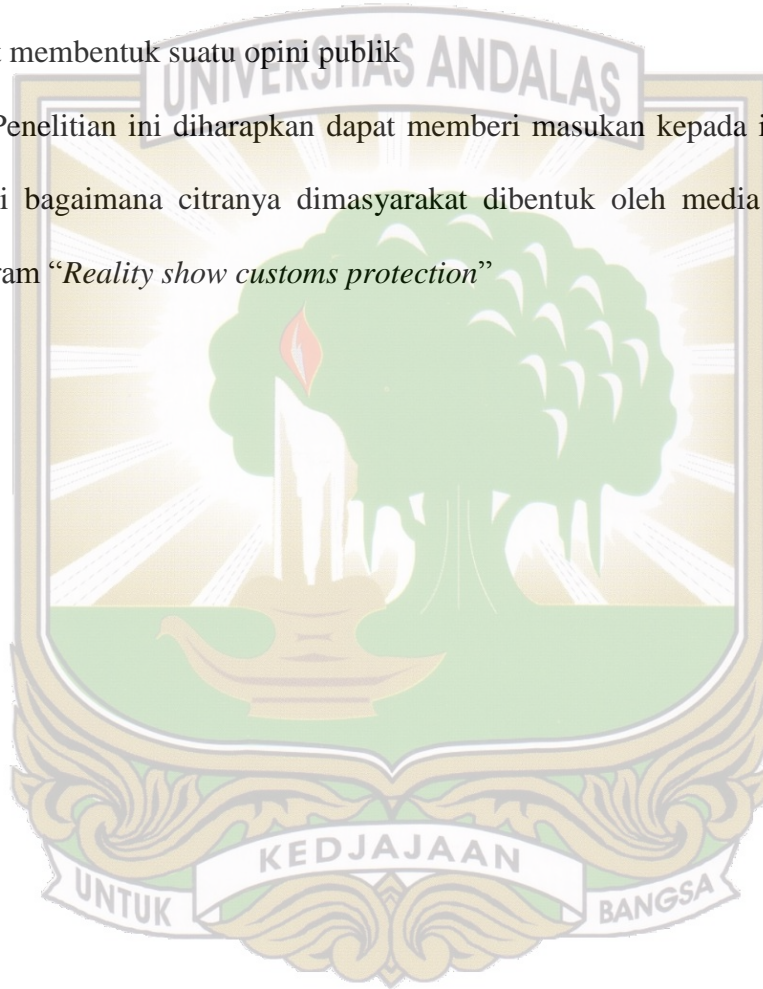 membentuk suatu opini publik
UNIVERSITAS ANDALAS
Penelitian ini diharapkan dapat memberi masukan kepada
bagaimana citranya dimasyarakat dibentuk oleh media
“Reality show customs protection”
KEDJAJAAN
UNTUK BANGSA